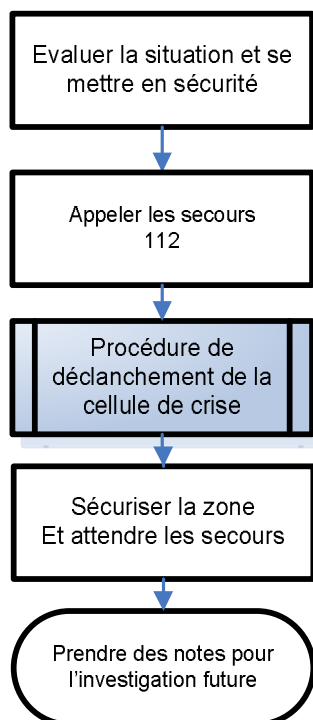 Evaluer la situation et se
mettre en sécurité
Appeler les secours
112
Procédure de
déclanchement de la
cellule de crise
Sécuriser la zone
Et attendre les secours
Prendre des notes pour
l’investigation future